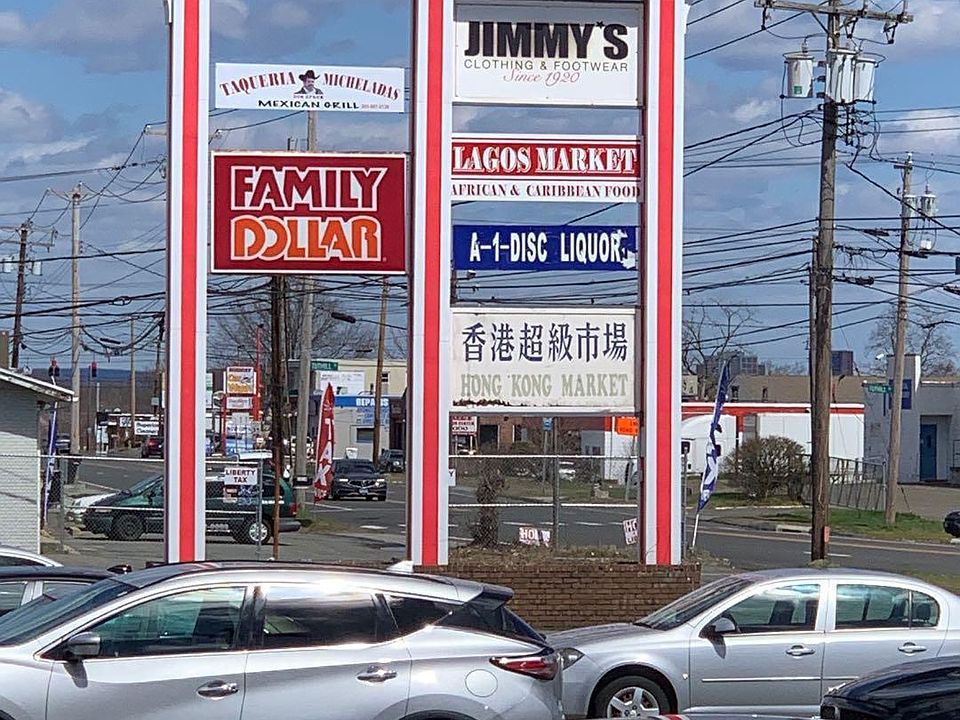 TAQUERIA MICHELADAS
MEXICAN GRILL
FAMILY
DOLLAR
JIMMY'S
CLOTHING & FOOTWEAR
Since 1920
LAGOS MARKET
AFRICAN & CARIBBEAN FOOD
A-1-DISC LIQUOR
香港超級市場
HONG KONG MARKET
REPAIRS
LIBERTY
TAX